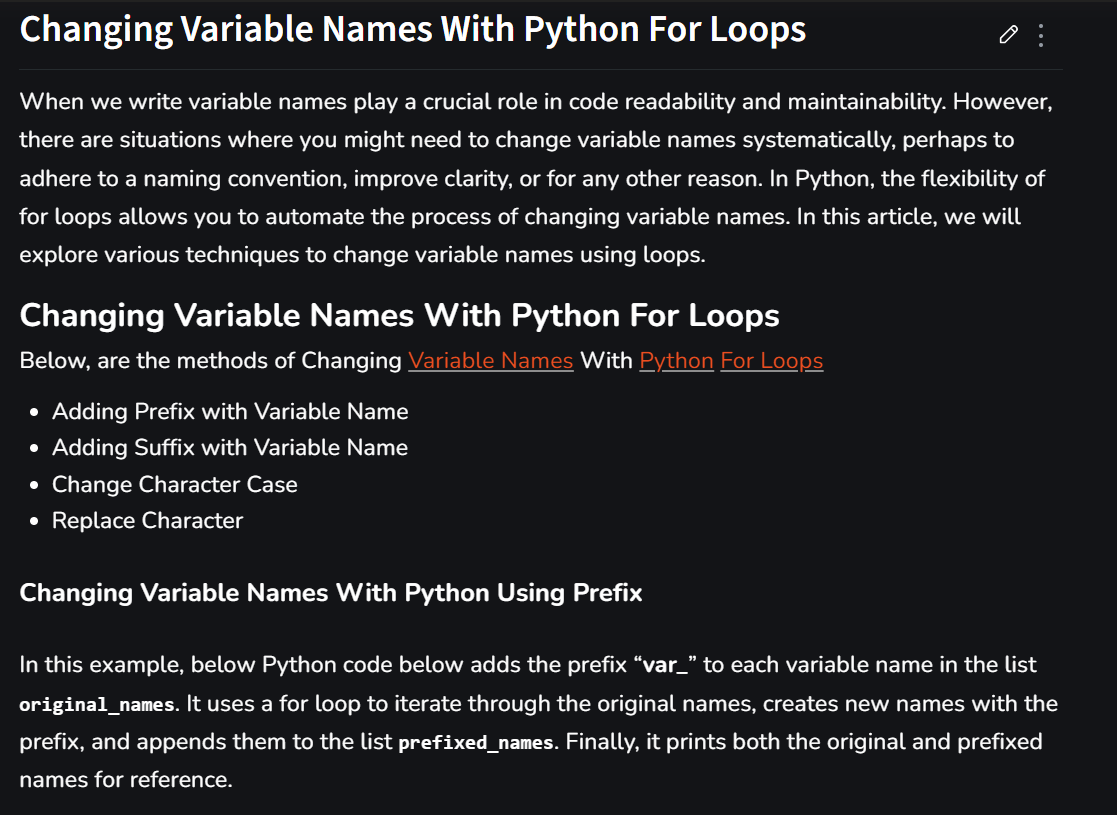 Changing Variable Names With Python For Loops
When we write variable names play a crucial role in code readability and maintainability. However,
there are situations where you might need to change variable names systematically, perhaps to
adhere to a naming convention, improve clarity, or for any other reason. In Python, the flexibility of
for loops allows you to automate the process of changing variable names. In this article, we will
explore various techniques to change variable names using loops.
Changing Variable Names With Python For Loops
Below, are the methods of Changing Variable Names With Python For Loops
• Adding Prefix with Variable Name
• Adding Suffix with Variable Name
• Change Character Case
• Replace Character
Changing Variable Names With Python Using Prefix
In this example, below Python code below adds the prefix “var_” to each variable name in the list
original_names. It uses a for loop to iterate through the original names, creates new names with the
prefix, and appends them to the list prefixed_names. Finally, it prints both the original and prefixed
names for reference.